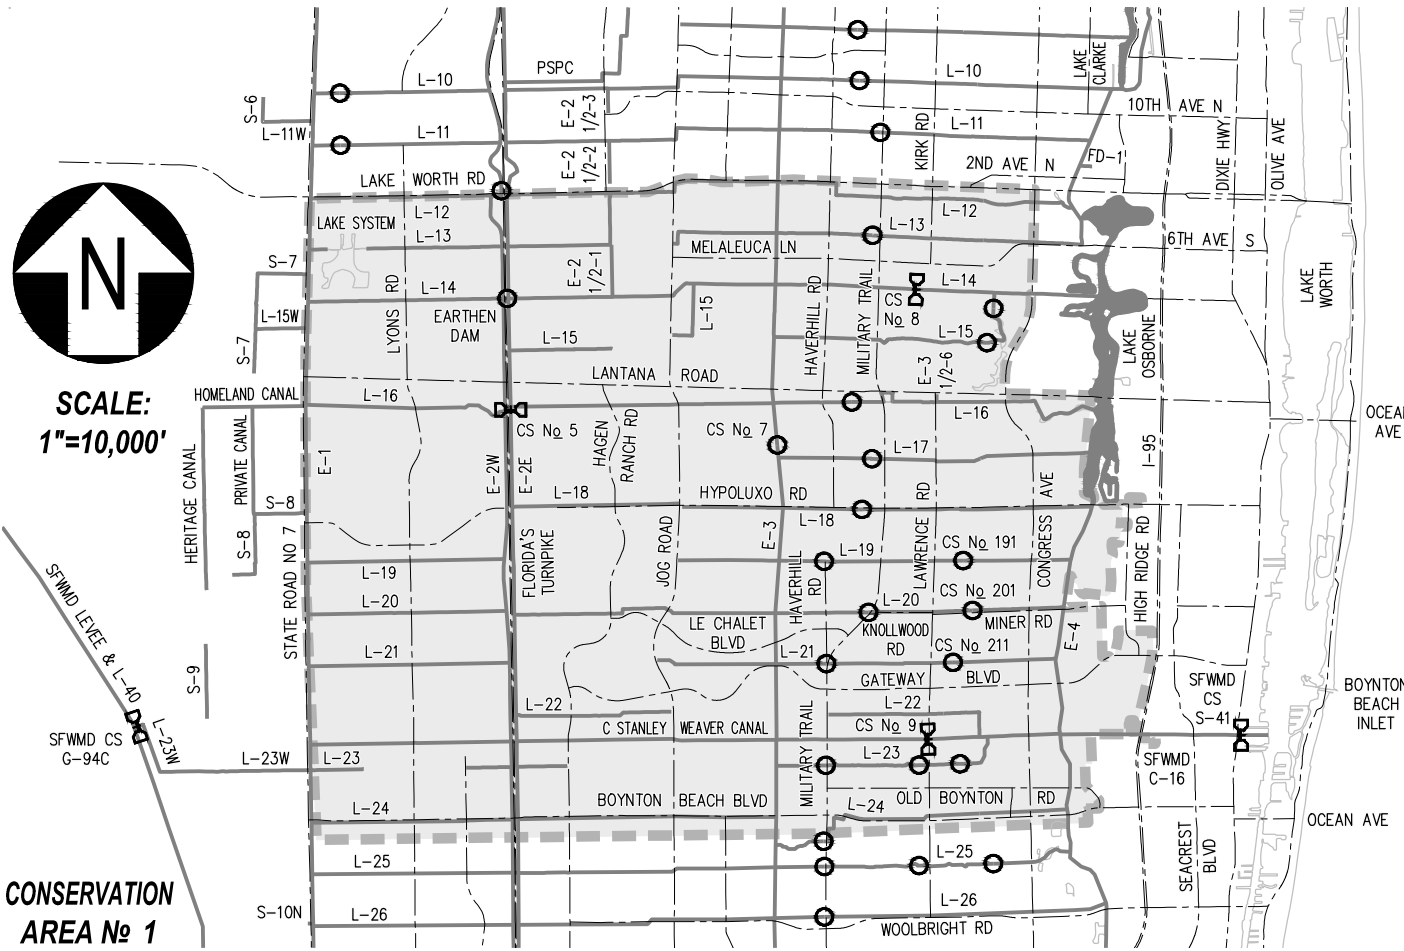 PSPC
L-10
L-10
LAKE
CLARKE
10TH AVE N
S-6
L-11W
L-11
E-2
1/2-3
KIRK RD
L-11
DIXIE HWY
OLIVE AVE
E-2
1/2-2
2ND AVE N
FD-1
LAKE WORTH RD
LAKE SYSTEM
L-12
L-13
L-12
L-13
MELALEUCA LN
6TH AVE S
N
S-7
L-14
E-2
1/2-1
L-14
LYONS RD
HAVERHILL RD
MILITARY TRAIL
CS
No 8
LAKE
WORTH
L-15W
EARTHEN
DAM
L-15
L-15
L-15
S-7
E-3
1/2-6
LAKE
OSBORNE
LANTANA ROAD
SCALE:
1"=10,000'
HOMELAND CANAL
L-16
L-16
OCEAN
AVE
CS No 5
HAGEN
RANCH RD
CS No 7
L-17
HERITAGE CANAL
PRIVATE CANAL
E-1
E-2W
E-2E
I-95
S-8
L-18
HYPOLUXO RD
L-18
RD
AVE
S-8
STATE ROAD NO 7
FLORIDA'S
TURNPIKE
JOG ROAD
E-3
HAVERHILL
RD
LAWRENCE
CONGRESS
HIGH RIDGE RD
L-19
L-19
CS No 191
SFWMD LEVEE & L-40
L-20
L-20
CS No 201
MINER RD
LE CHALET
BLVD
KNOLLWOOD
RD
E-4
L-21
L-21
CS No 211
S-9
GATEWAY BLVD
SFWMD
CS
S-41
BOYNTON
BEACH
INLET
L-22
L-22
C STANLEY WEAVER CANAL
MILITARY TRAIL
CS No 9
SFWMD CS
G-94C
L-23W
L-23W
L-23
L-23
SFWMD
C-16
L-24
BOYNTON BEACH BLVD
L-24
OLD BOYNTON RD
OCEAN AVE
L-25
L-25
SEACREST
BLVD
CONSERVATION
AREA No 1
S-10N
L-26
L-26
WOOLBRIGHT RD